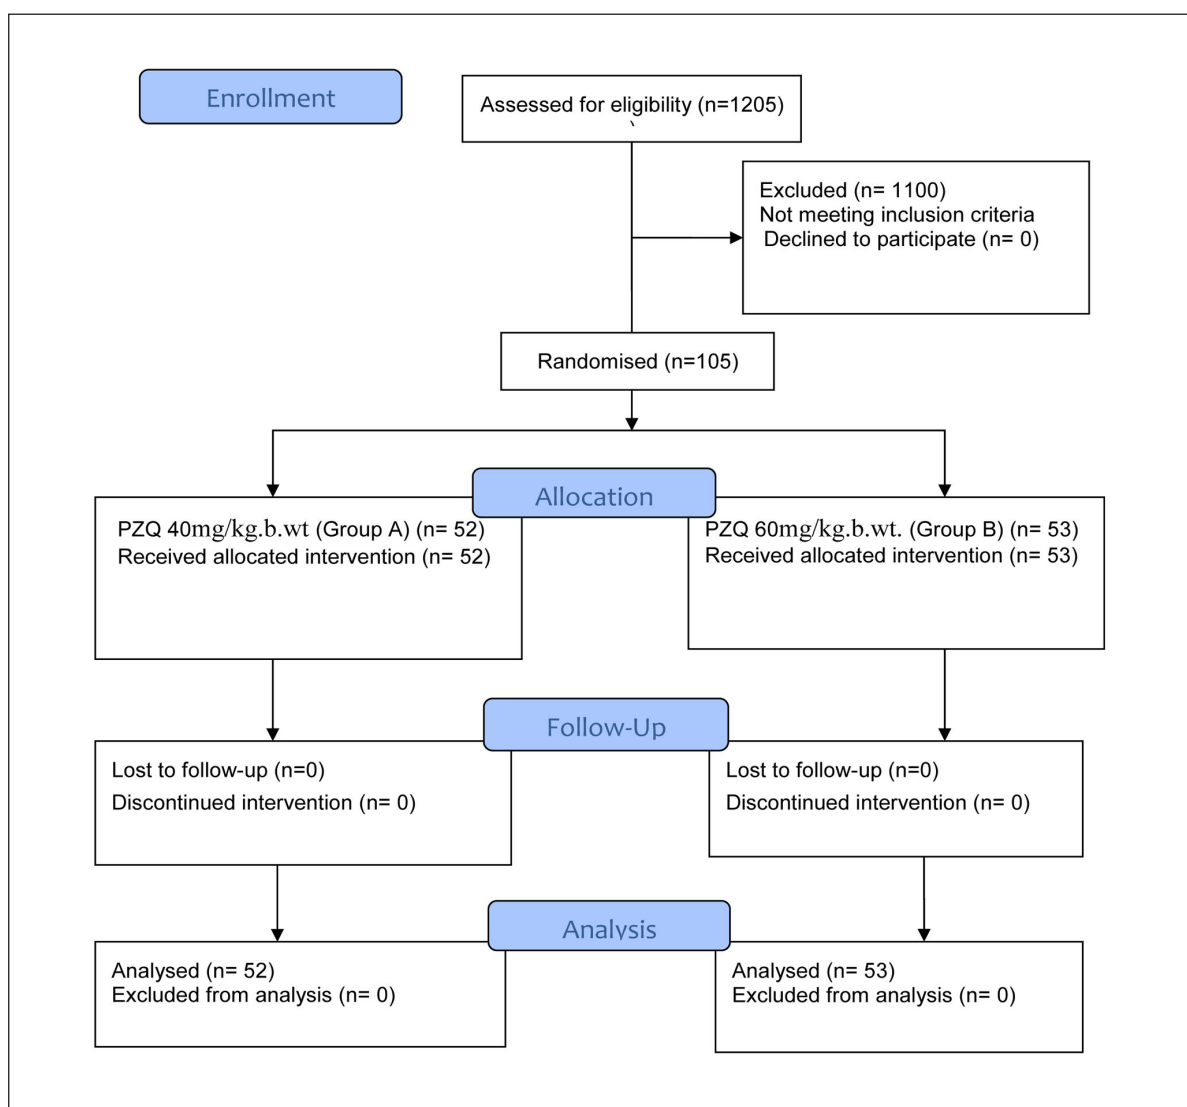 Enrollment
Assessed for eligibility (n=1205)
Excluded (n= 1100)
Not meeting inclusion criteria
Declined to participate (n= 0)
Randomised (n=105)
Allocation
PZQ 40mg/kg.b.wt (Group A) (n= 52)
Received allocated intervention (n= 52)
PZQ 60mg/kg.b.wt. (Group B) (n= 53)
Received allocated intervention (n= 53)
Follow-Up
Lost to follow-up (n=0)
Discontinued intervention (n= 0)
Lost to follow-up (n=0)
Discontinued intervention (n= 0)
Analysis
Analysed (n= 52)
Excluded from analysis (n= 0)
Analysed (n= 53)
Excluded from analysis (n= 0)